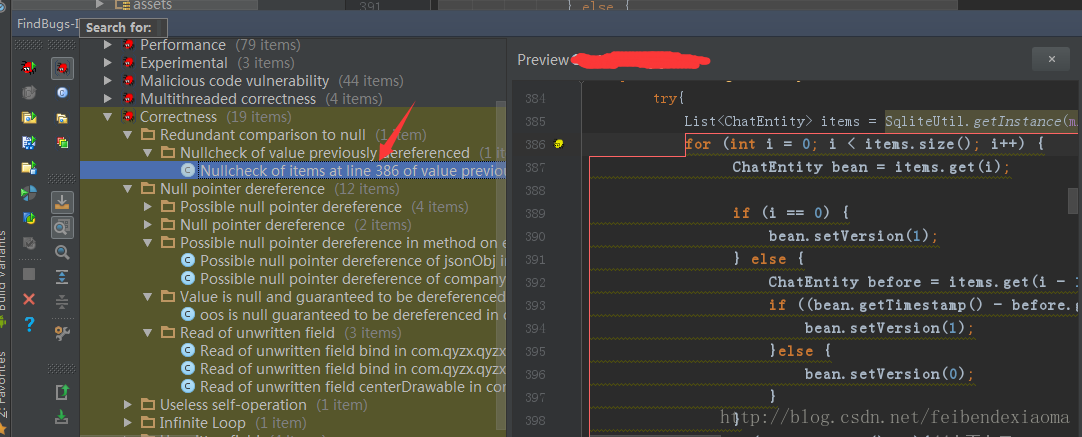 assets
391 } else {
FindBugs-I
Search for:
Performance (79 items)
Experimental (3 items)
Malicious code vulnerability (44 items)
Multithreaded correctness (4 items)
Correctness (19 items)
Redundant comparison to null (1 item)
Nullcheck of value previously dereferenced (1
Nullcheck of items at line 386 of value previo
Null pointer dereference (12 items)
Possible null pointer dereference (4 items)
Null pointer dereference (2 items)
Possible null pointer dereference in method on e
Possible null pointer dereference of jsonObj in
Possible null pointer dereference of company
Value is null and guaranteed to be dereferenced
oos is null guaranteed to be dereferenced in
Read of unwritten field (3 items)
Read of unwritten field bind in com.qyzx.qyzx
Read of unwritten field bind in com.qyzx.qyzx
Read of unwritten field centerDrawable in com
Useless self-operation (1 item)
Infinite Loop (1 item)
Build Variants
2: Favorites
Preview
384 try{
385 List<ChatEntity> items = SqliteUtil.getInstance(m
386 for (int i = 0; i < items.size(); i++) {
387 ChatEntity bean = items.get(i);
388
389 if (i == 0) {
390 bean.setVersion(1);
391 } else {
392 ChatEntity before = items.get(i - 1
393 if ((bean.getTimestamp() - before.g
394 bean.setVersion(1);
395 }else {
396 bean.setVersion(0);
397 }
398 }
http://blog.csdn.net/feibendexiaoma